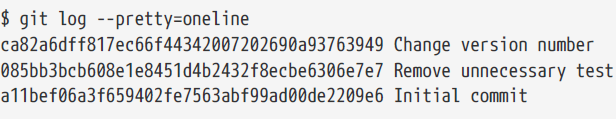 $ git log --pretty=oneline
ca82a6dff817ec66f44342007202690a93763949 Change version number
085bb3bcb608e1e8451d4b2432f8ecbe6306e7e7 Remove unnecessary test
a11bef06a3f659402fe7563abf99ad00de2209e6 Initial commit